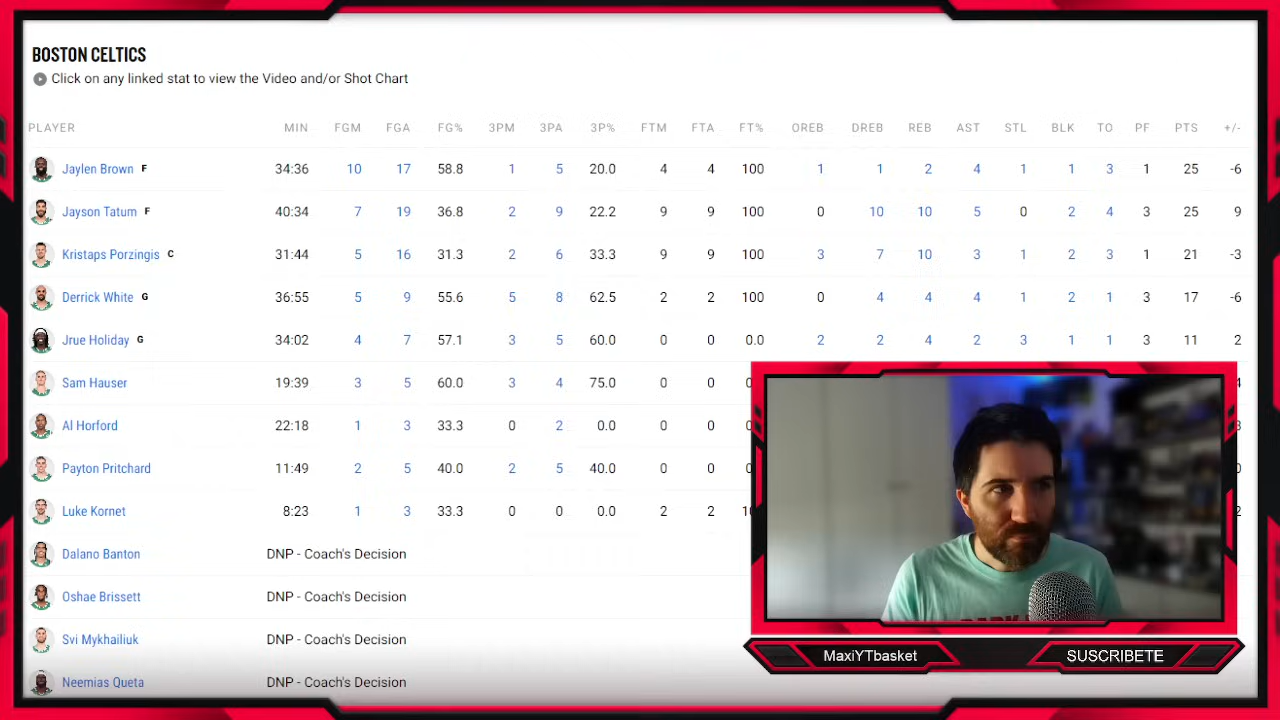 BOSTON CELTICS
Click on any linked stat to view the Video and/or Shot Chart
PLAYER MIN FGM FGA FG% 3PM 3PA 3P% FTM FTA FT% OREB DREB REB AST STL BLK TO PF PTS +/-
Jaylen Brown F 34:36 10 17 58.8 1 5 20.0 4 4 100 1 1 2 4 1 1 3 1 25 -6
Jayson Tatum F 40:34 7 19 36.8 2 9 22.2 9 9 100 0 10 10 5 0 2 4 3 25 9
Kristaps Porzingis C 31:44 5 16 31.3 2 6 33.3 9 9 100 3 7 10 3 1 2 3 1 21 -3
Derrick White G 36:55 5 9 55.6 5 8 62.5 2 2 100 0 4 4 4 1 2 1 3 17 -6
Jrue Holiday G 34:02 4 7 57.1 3 5 60.0 0 0 0.0 2 2 4 2 3 1 1 3 11 2
Sam Hauser 19:39 3 5 60.0 3 4 75.0 0 0
Al Horford 22:18 1 3 33.3 0 2 0.0 0 0
Payton Pritchard 11:49 2 5 40.0 2 5 40.0 0 0
Luke Kornet 8:23 1 3 33.3 0 0 0.0 2 2
Dalano Banton DNP - Coach's Decision
Oshae Brissett DNP - Coach's Decision
Svi Mykhailiuk DNP - Coach's Decision
Neemias Queta DNP - Coach's Decision
MaxiYTbasket SUSCRIBETE